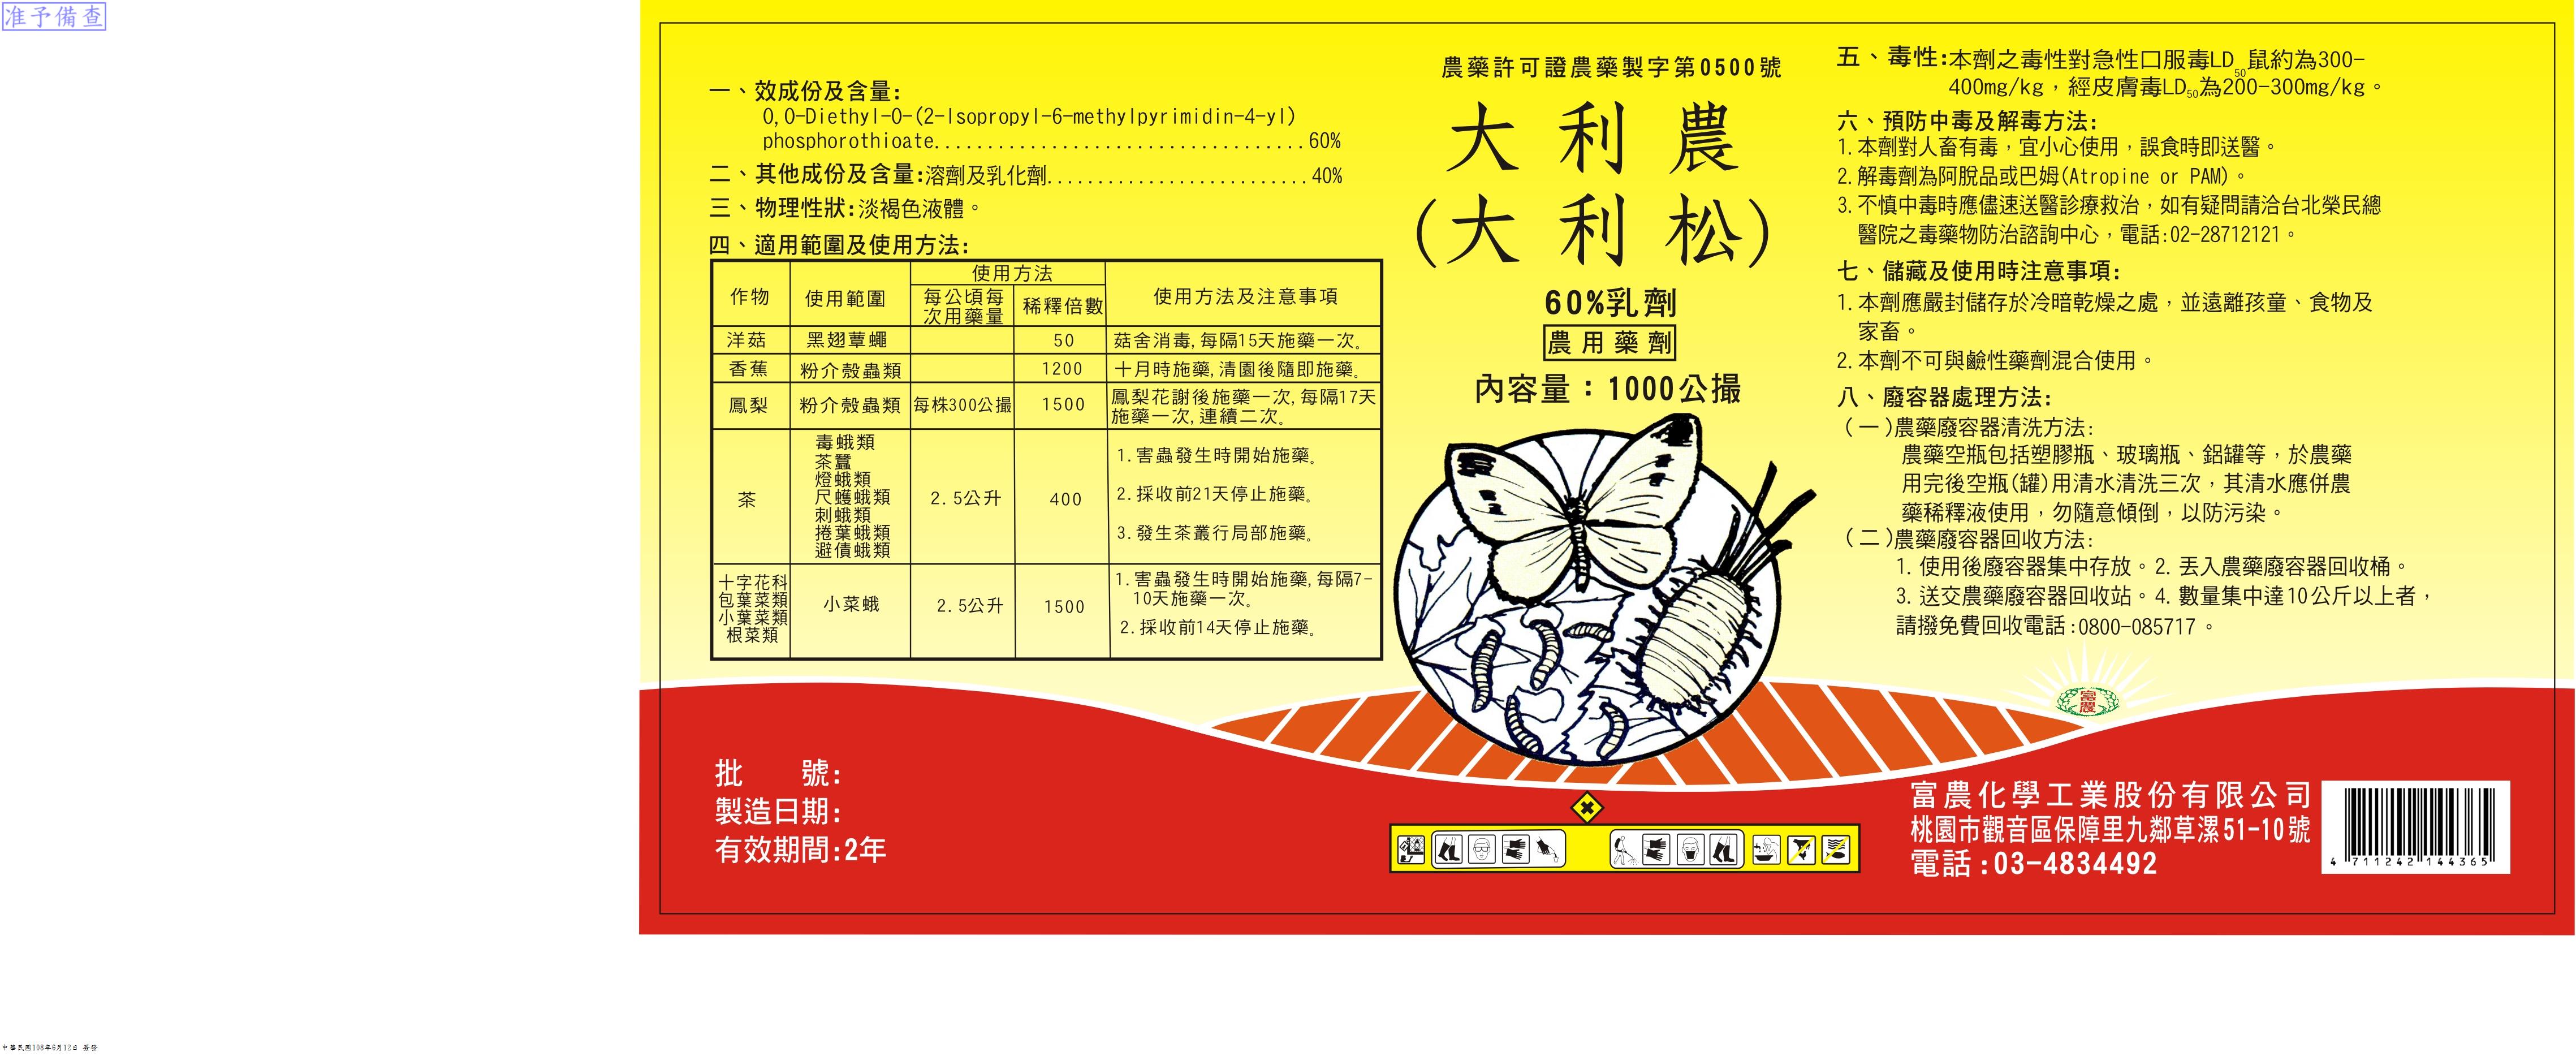 准予備查
一、效成份及含量:
O,O-Diethyl-O-(2-Isopropyl-6-methylpyrimidin-4-yl)
phosphorothioate...................................60%
二、其他成份及含量:溶劑及乳化劑..........................40%
三、物理性狀:淡褐色液體。
四、適用範圍及使用方法:
作物 使用範圍 使用方法 使用方法及注意事項
每公頃每次用藥量 稀釋倍數
洋菇 黑翅蕈蠅 50 菇舍消毒,每隔15天施藥一次。
香蕉 粉介殼蟲類 1200 十月時施藥,清園後隨即施藥。
鳳梨 粉介殼蟲類 每株300公撮 1500 鳳梨花謝後施藥一次,每隔17天
施藥一次,連續二次。
茶
毒蛾類
茶蠶
燈蛾類
尺蠖蛾類
刺蛾類
捲葉蛾類
避債蛾類
2.5公升 400
1.害蟲發生時開始施藥。
2.採收前21天停止施藥。
3.發生茶叢行局部施藥。
十字花科
包葉菜類
小葉菜類
根菜類
小菜蛾 2.5公升 1500
1.害蟲發生時開始施藥,每隔7-
10天施藥一次。
2.採收前14天停止施藥。
批 號:
製造日期:
有效期間:2年
農藥許可證農藥製字第0500號
大利農
(大利松)
60%乳劑
農用藥劑
內容量：1000公撮
五、毒性:本劑之毒性對急性口服毒LD50鼠約為300-
400mg/kg，經皮膚毒LD50為200-300mg/kg。
六、預防中毒及解毒方法:
1.本劑對人畜有毒，宜小心使用，誤食時即送醫。
2.解毒劑為阿脫品或巴姆(Atropine or PAM)。
3.不慎中毒時應儘速送醫診療救治，如有疑問請洽台北榮民總
醫院之毒藥物防治諮詢中心，電話:02-28712121。
七、儲藏及使用時注意事項:
1.本劑應嚴封儲存於冷暗乾燥之處，並遠離孩童、食物及
家畜。
2.本劑不可與鹼性藥劑混合使用。
八、廢容器處理方法:
(一)農藥廢容器清洗方法:
農藥空瓶包括塑膠瓶、玻璃瓶、鋁罐等，於農藥
用完後空瓶(罐)用清水清洗三次，其清水應併農
藥稀釋液使用，勿隨意傾倒，以防污染。
(二)農藥廢容器回收方法:
1.使用後廢容器集中存放。2.丟入農藥廢容器回收桶。
3.送交農藥廢容器回收站。4.數量集中達10公斤以上者，
請撥免費回收電話:0800-085717。
富農
富農化學工業股份有限公司
桃園市觀音區保障里九鄰草漯51-10號
電話:03-4834492
4 711242 144365
中華民國108年6月12日 簽發